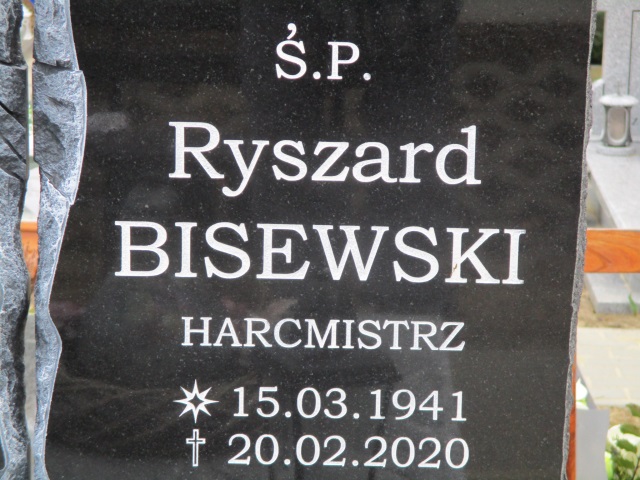 Ś.P.
Ryszard
BISEWSKI
HARCMISTRZ
15.03.1941
20.02.2020